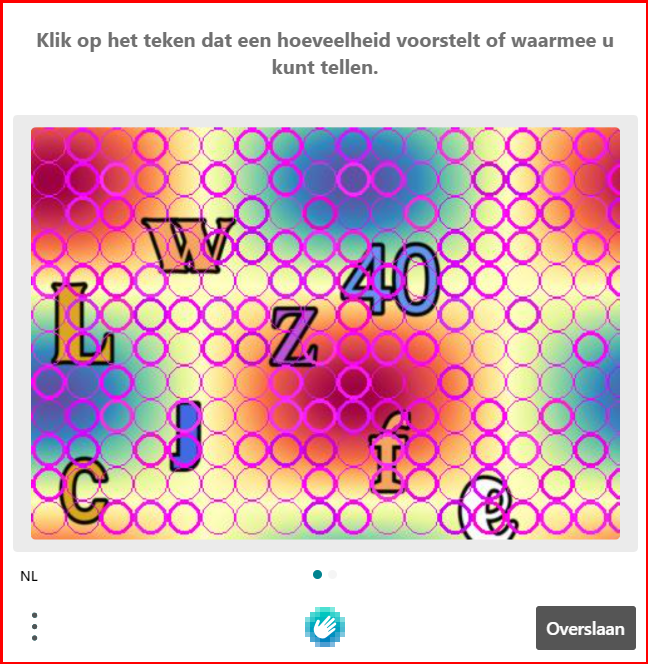 Klik op het teken dat een hoeveelheid voorstelt of waarmee u
kunt tellen.
W
40
L
Z
J
f
C
e
NL
Overslaan